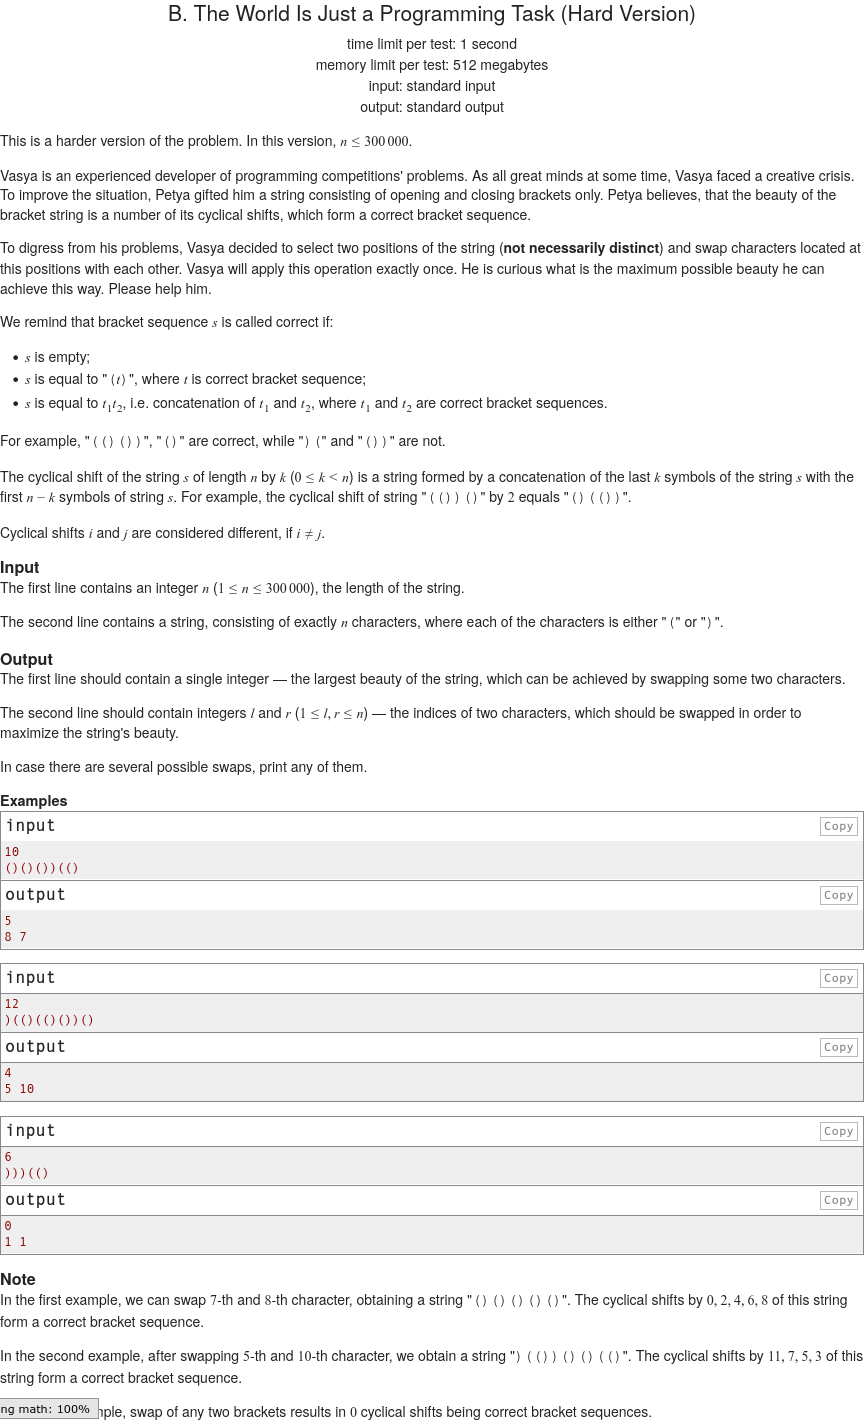 B. The World Is Just a Programming Task (Hard Version)
time limit per test: 1 second
memory limit per test: 512 megabytes
input: standard input
output: standard output
This is a harder version of the problem. In this version, n ≤ 300 000.
Vasya is an experienced developer of programming competitions' problems. As all great minds at some time, Vasya faced a creative crisis.
To improve the situation, Petya gifted him a string consisting of opening and closing brackets only. Petya believes, that the beauty of the
bracket string is a number of its cyclical shifts, which form a correct bracket sequence.
To digress from his problems, Vasya decided to select two positions of the string (not necessarily distinct) and swap characters located at
this positions with each other. Vasya will apply this operation exactly once. He is curious what is the maximum possible beauty he can
achieve this way. Please help him.
We remind that bracket sequence s is called correct if:
• s is empty;
• s is equal to "(t)", where t is correct bracket sequence;
• s is equal to t₁t₂, i.e. concatenation of t₁ and t₂, where t₁ and t₂ are correct bracket sequences.
For example, "(()())", "()" are correct, while ")(" and "())" are not.
The cyclical shift of the string s of length n by k (0 ≤ k < n) is a string formed by a concatenation of the last k symbols of the string s with the
first n − k symbols of string s. For example, the cyclical shift of string "(())()" by 2 equals "()(())".
Cyclical shifts i and j are considered different, if i ≠ j.
Input
The first line contains an integer n (1 ≤ n ≤ 300 000), the length of the string.
The second line contains a string, consisting of exactly n characters, where each of the characters is either "(" or ")".
Output
The first line should contain a single integer — the largest beauty of the string, which can be achieved by swapping some two characters.
The second line should contain integers l and r (1 ≤ l, r ≤ n) — the indices of two characters, which should be swapped in order to
maximize the string's beauty.
In case there are several possible swaps, print any of them.
Examples
input
Copy
10
()()())(()
output
Copy
5
8 7
input
Copy
12
)(()(()())()
output
Copy
4
5 10
input
Copy
6
)))(()
output
Copy
0
1 1
Note
In the first example, we can swap 7-th and 8-th character, obtaining a string "()()()()()". The cyclical shifts by 0, 2, 4, 6, 8 of this string
form a correct bracket sequence.
In the second example, after swapping 5-th and 10-th character, we obtain a string ")(())()()(()". The cyclical shifts by 11, 7, 5, 3 of this
string form a correct bracket sequence.
ng math: 100%
nple, swap of any two brackets results in 0 cyclical shifts being correct bracket sequences.